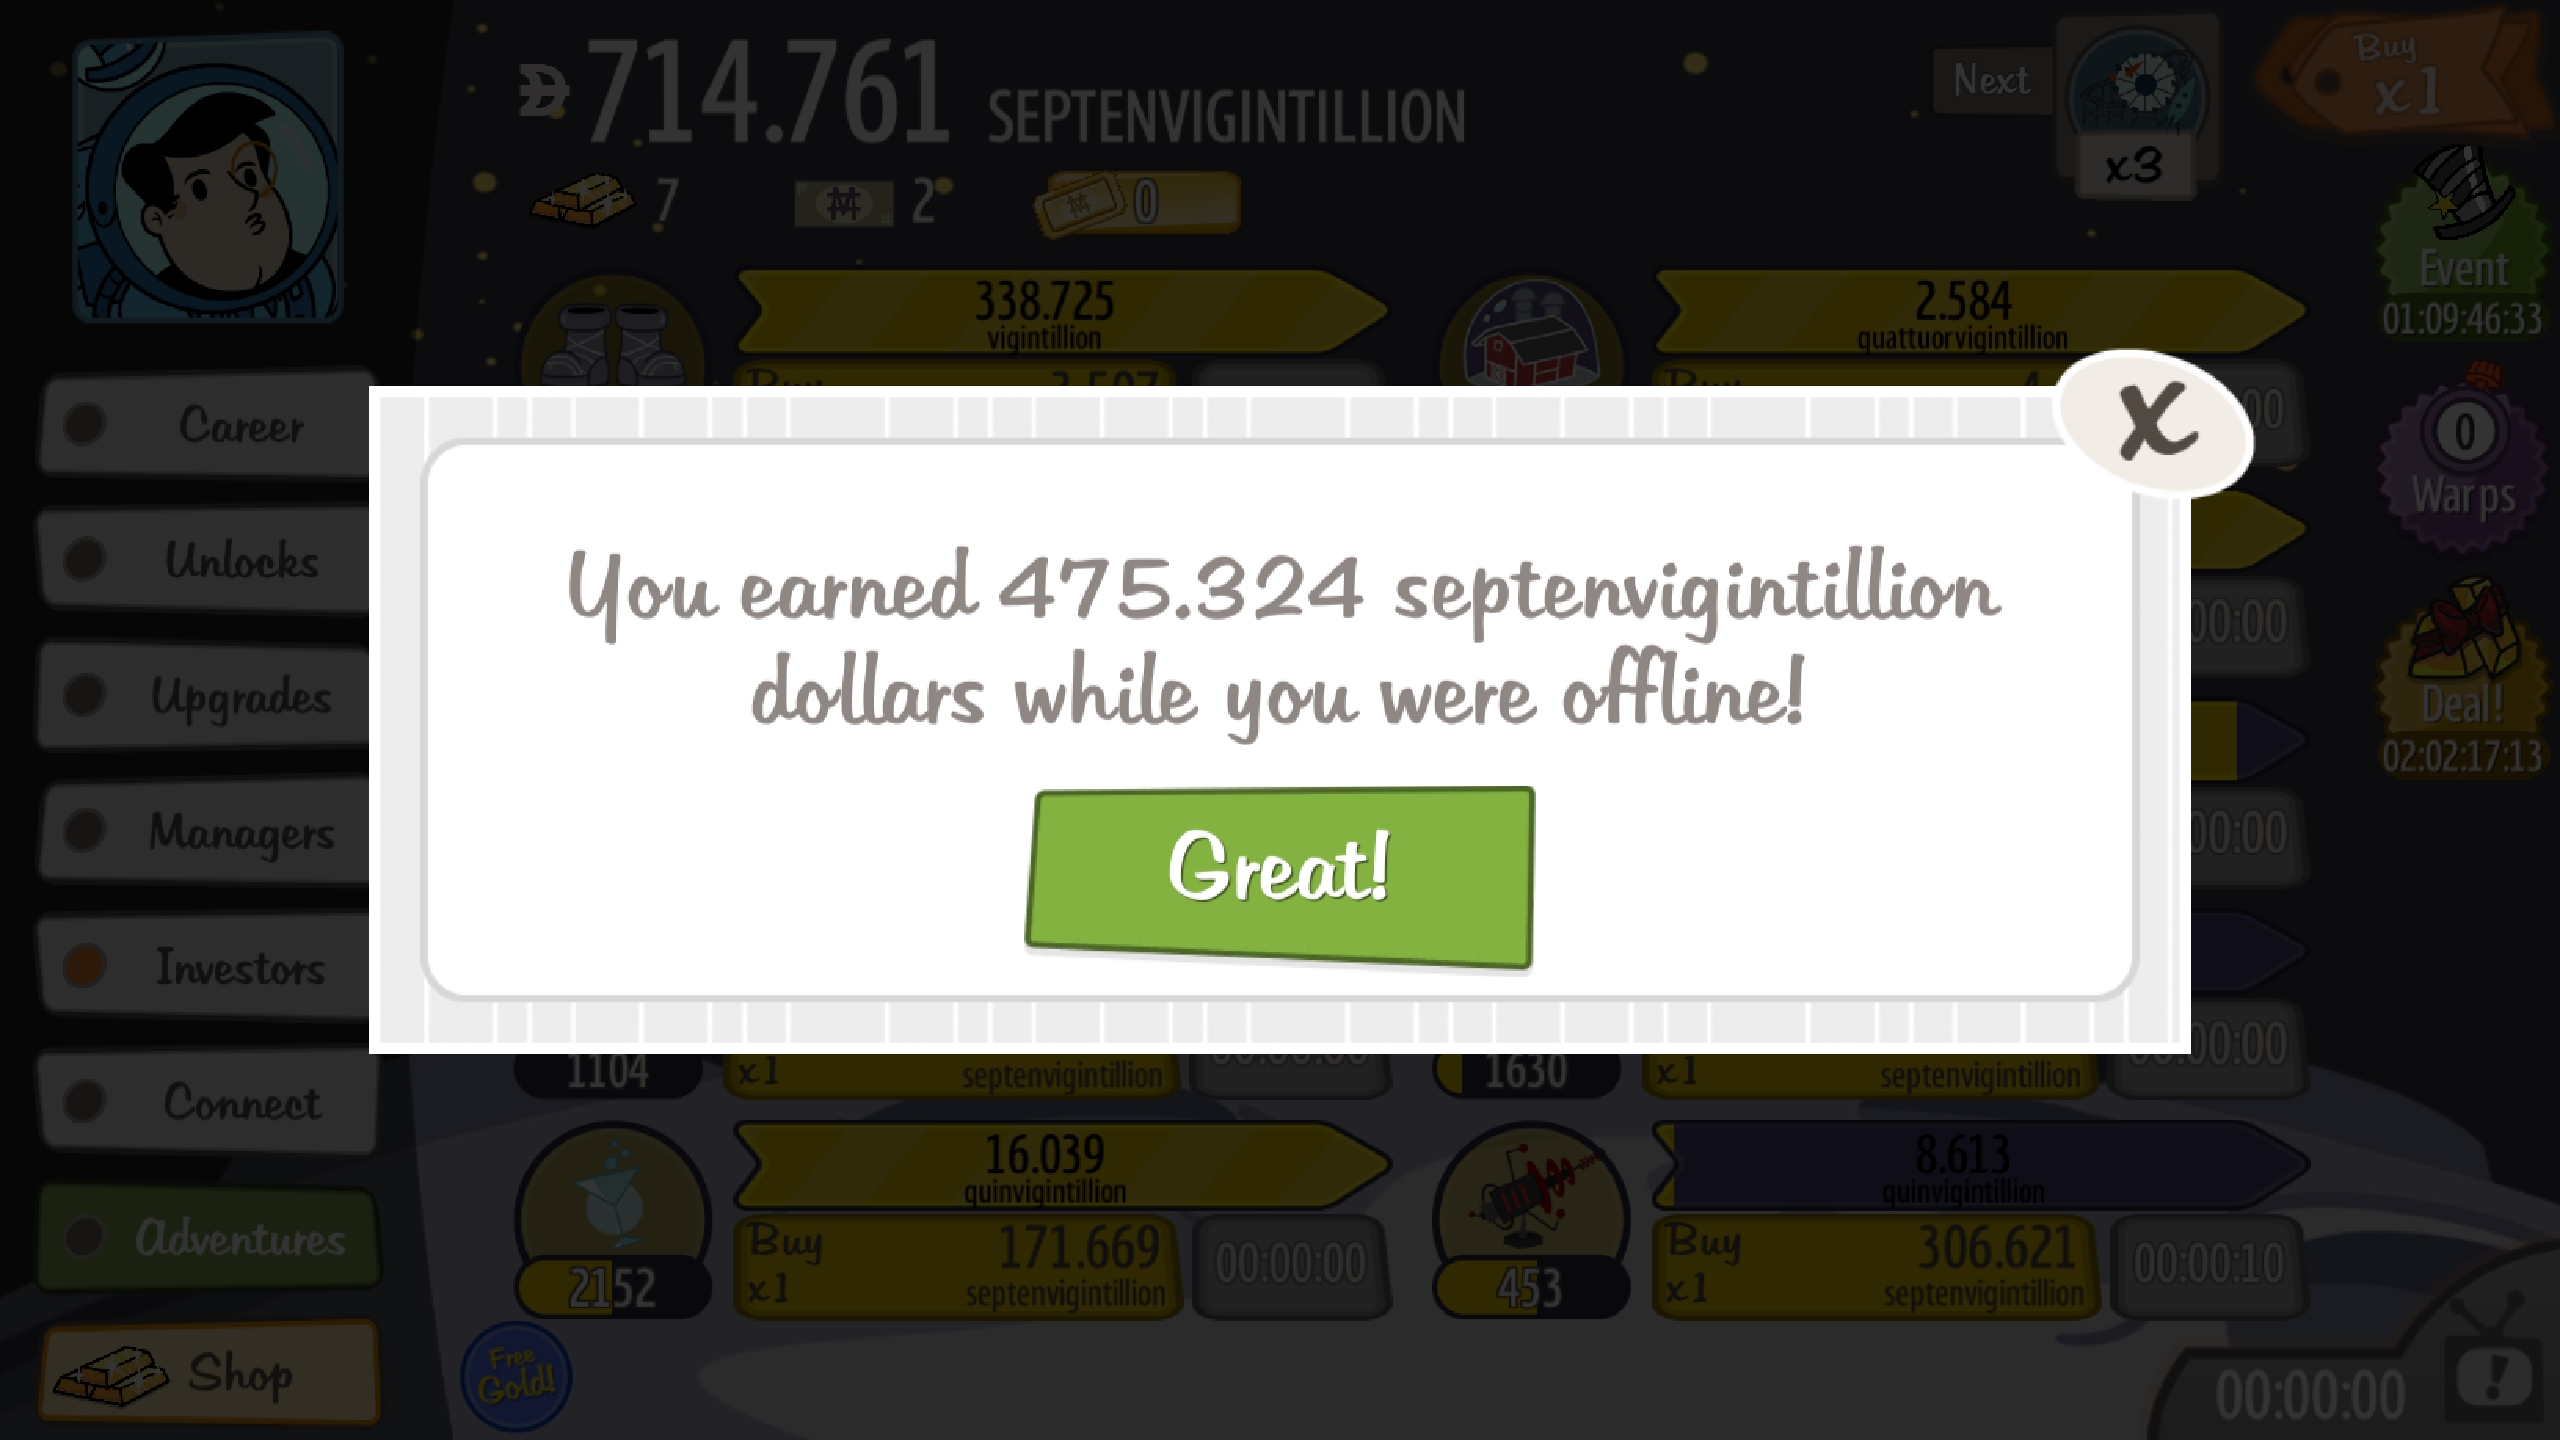 714.761 SEPTENVIGINTILLION
Next
x3
Buy
x1
7
2
0
Event
01:09:46:33
338.725
vigintillion
2.584
quattuorvigintillion
Buy
Buy
0
Warps
Deal!
02:02:17:13
Career
Unlocks
Upgrades
Managers
Investors
Connect
Adventures
Shop
X
You earned 475.324 septenvigintillion
dollars while you were offline!
Great!
1104
x1
septenvigintillion
1630
x1
septenvigintillion
16.039
quinvigintillion
8.613
quinvigintillion
2152
Buy
x1
171.669
septenvigintillion
00:00:00
453
Buy
x1
306.621
septenvigintillion
00:00:10
Free
Gold!
00:00:00
!